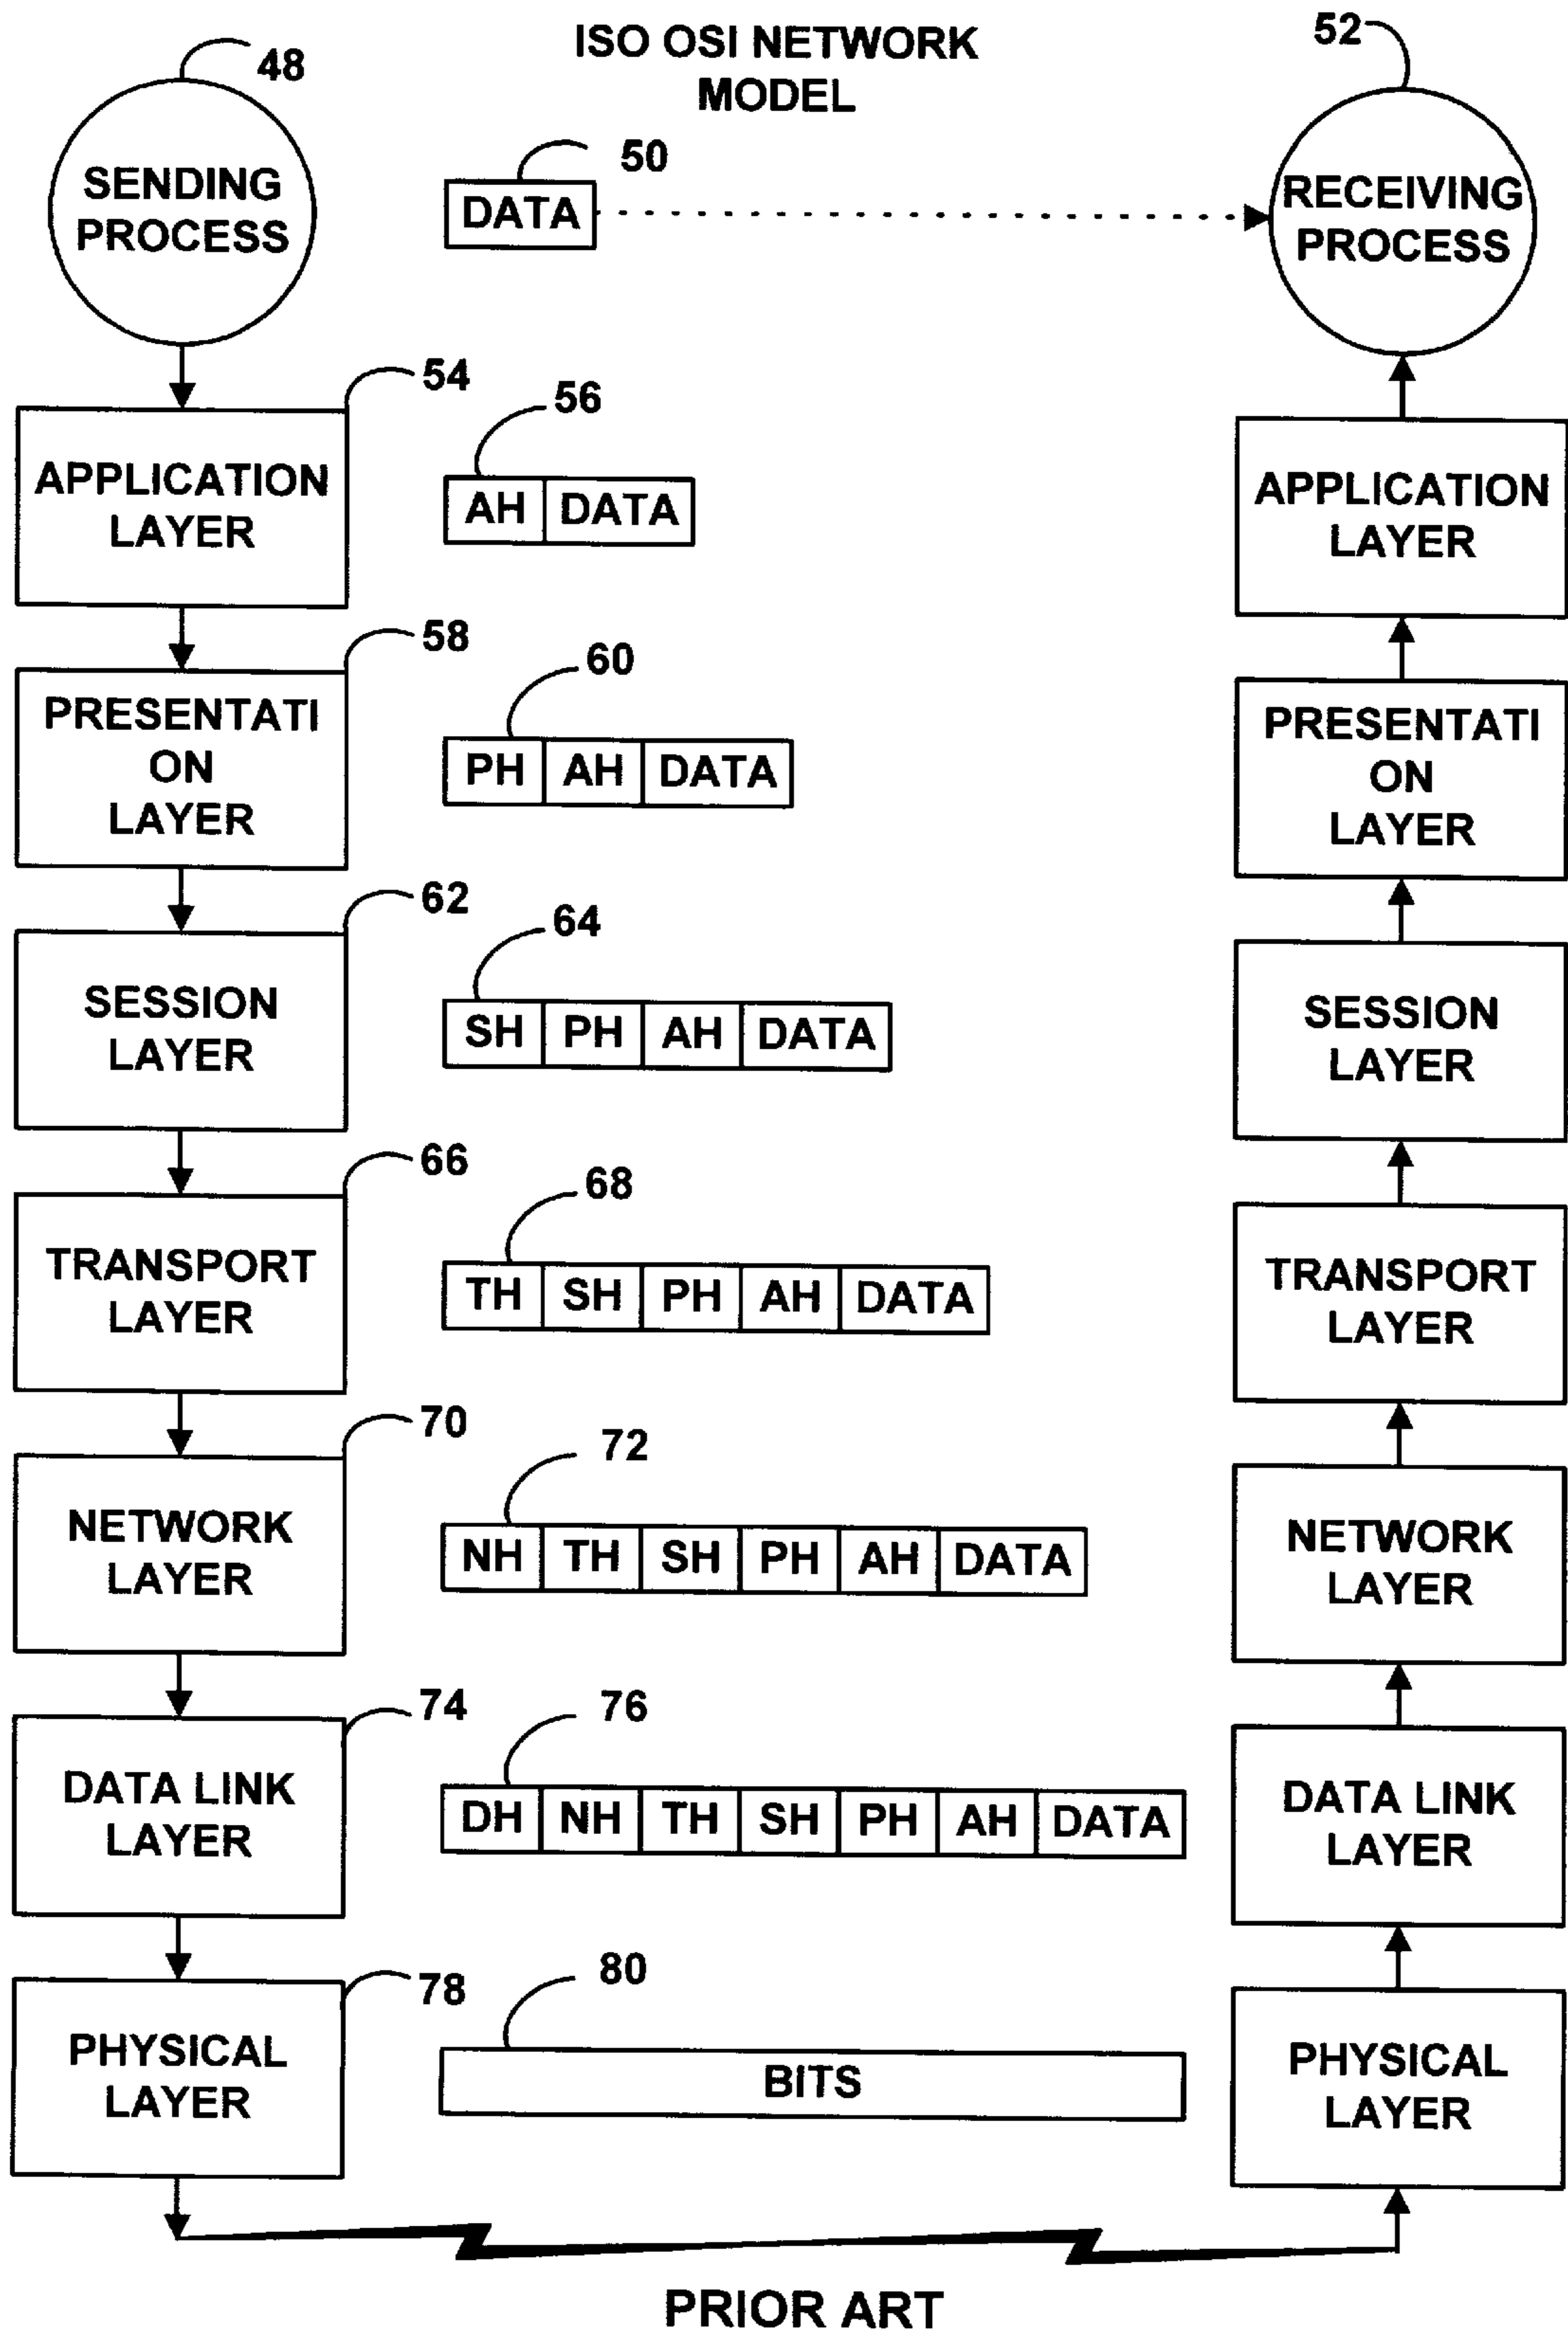 ISO OSI NETWORK
MODEL
48
52
50
SENDING
PROCESS
DATA
RECEIVING
PROCESS
54
56
APPLICATION
LAYER
AH DATA
APPLICATION
LAYER
58
60
PRESENTATI
ON
LAYER
PH AH DATA
PRESENTATI
ON
LAYER
62
64
SESSION
LAYER
SH PH AH DATA
SESSION
LAYER
66
68
TRANSPORT
LAYER
TH SH PH AH DATA
TRANSPORT
LAYER
70
72
NETWORK
LAYER
NH TH SH PH AH DATA
NETWORK
LAYER
74
76
DATA LINK
LAYER
DH NH TH SH PH AH DATA
DATA LINK
LAYER
78
80
PHYSICAL
LAYER
BITS
PHYSICAL
LAYER
PRIOR ART